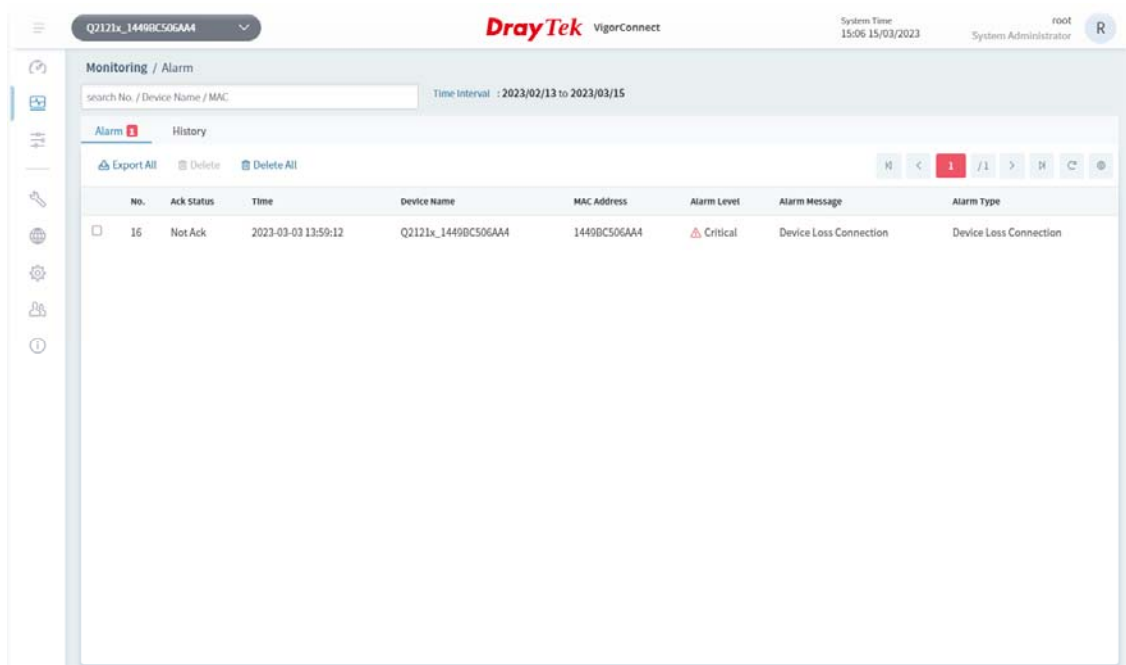 Q2121x_1449BC506AA4 DrayTek VigorConnect System Time root R
15:06 15/03/2023 System Administrator
Monitoring / Alarm
search No. / Device Name / MAC Time Interval : 2023/02/13 to 2023/03/15
Alarm 1 History
Export All Delete Delete All 1 / 1
No. Ack Status Time Device Name MAC Address Alarm Level Alarm Message Alarm Type
16 Not Ack 2023-03-03 13:59:12 Q2121x_1449BC506AA4 1449BC506AA4 Critical Device Loss Connection Device Loss Connection